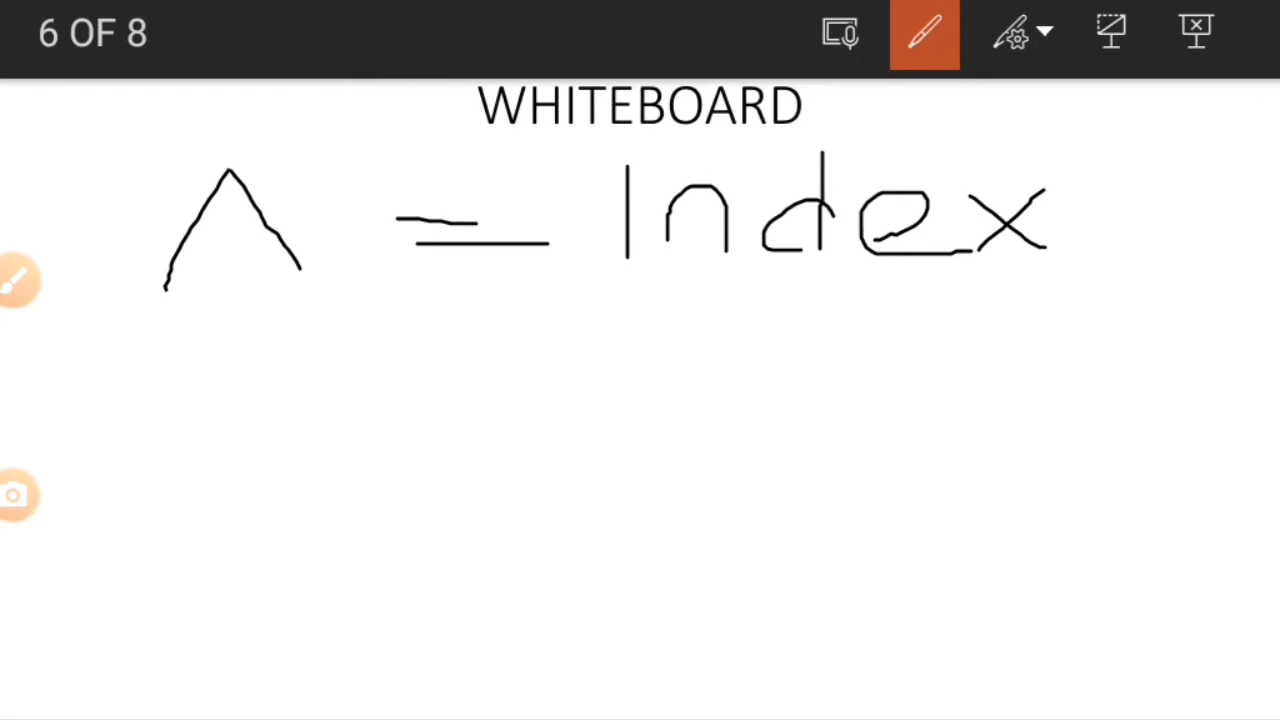 6 OF 8
WHITEBOARD
^ = Index